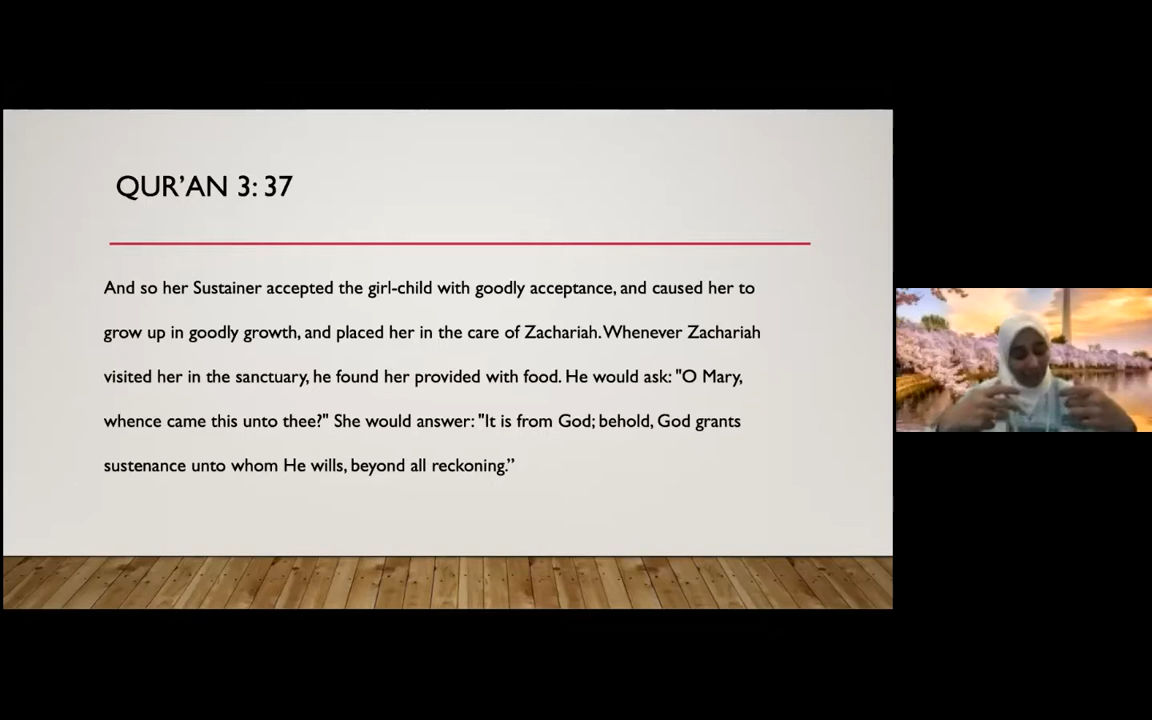 QUR’AN 3: 37
And so her Sustainer accepted the girl-child with goodly acceptance, and caused her to
grow up in goodly growth, and placed her in the care of Zachariah. Whenever Zachariah
visited her in the sanctuary, he found her provided with food. He would ask: "O Mary,
whence came this unto thee?" She would answer: "It is from God; behold, God grants
sustenance unto whom He wills, beyond all reckoning.”